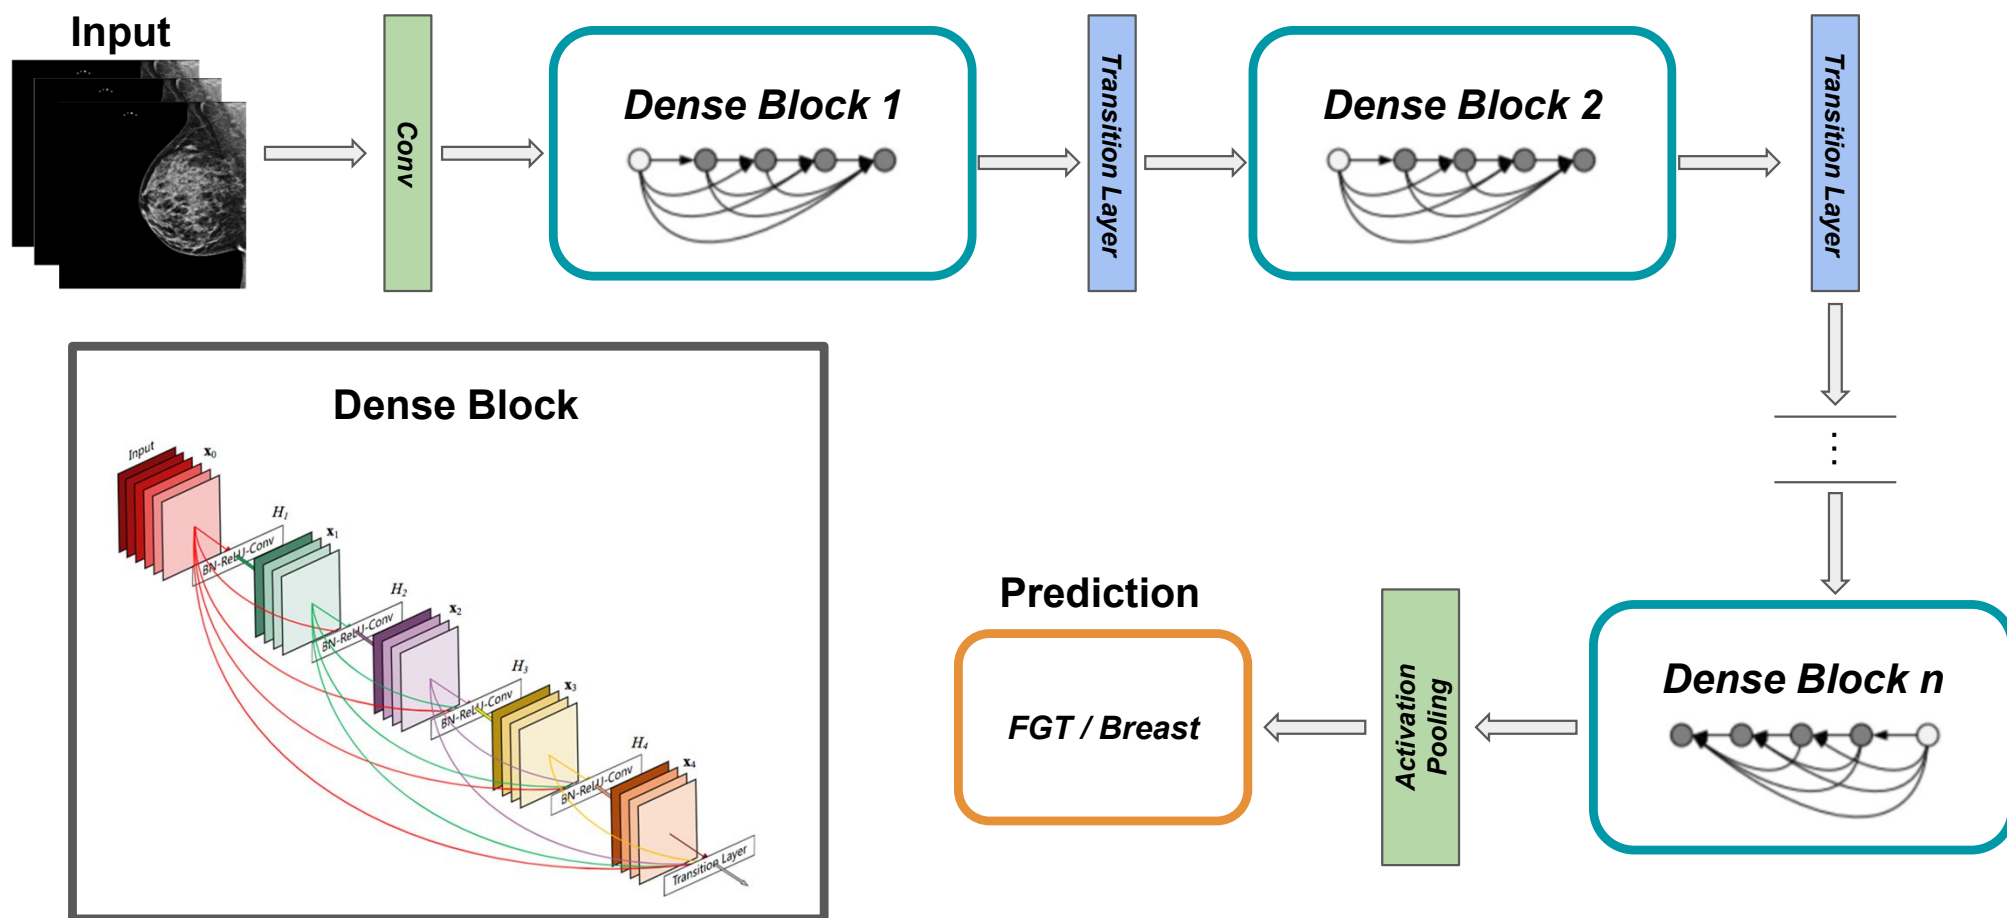 Input
Conv
Dense Block 1
Transition Layer
Dense Block 2
Transition Layer
⋮
Dense Block n
Activation
Pooling
Prediction
FGT / Breast
Dense Block
Input
x0
H1
BN-ReLU-Conv
x1
H2
BN-ReLU-Conv
x2
H3
BN-ReLU-Conv
x3
H4
BN-ReLU-Conv
x4
Transition Layer